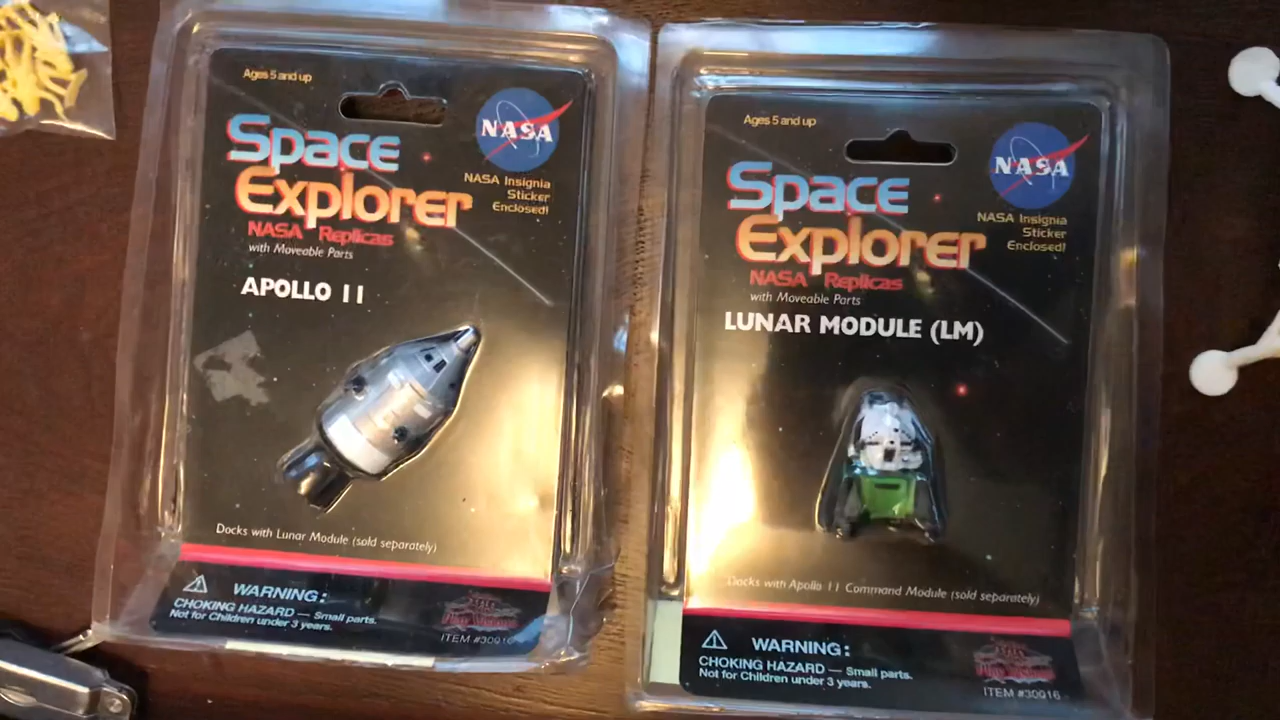 Ages 5 and up
NASA
Space
Explorer
NASA Insignia
Sticker
Enclosed!
NASA Replicas
with Moveable Parts
APOLLO 11
Docks with Lunar Module (sold separately)
WARNING:
CHOKING HAZARD — Small parts.
Not for Children under 3 years.
ITEM #30916
Ages 5 and up
NASA
Space
Explorer
NASA Insignia
Sticker
Enclosed!
NASA Replicas
with Moveable Parts
LUNAR MODULE (LM)
Docks with Apollo 11 Command Module (sold separately)
WARNING:
CHOKING HAZARD — Small parts.
Not for Children under 3 years.
ITEM #30916